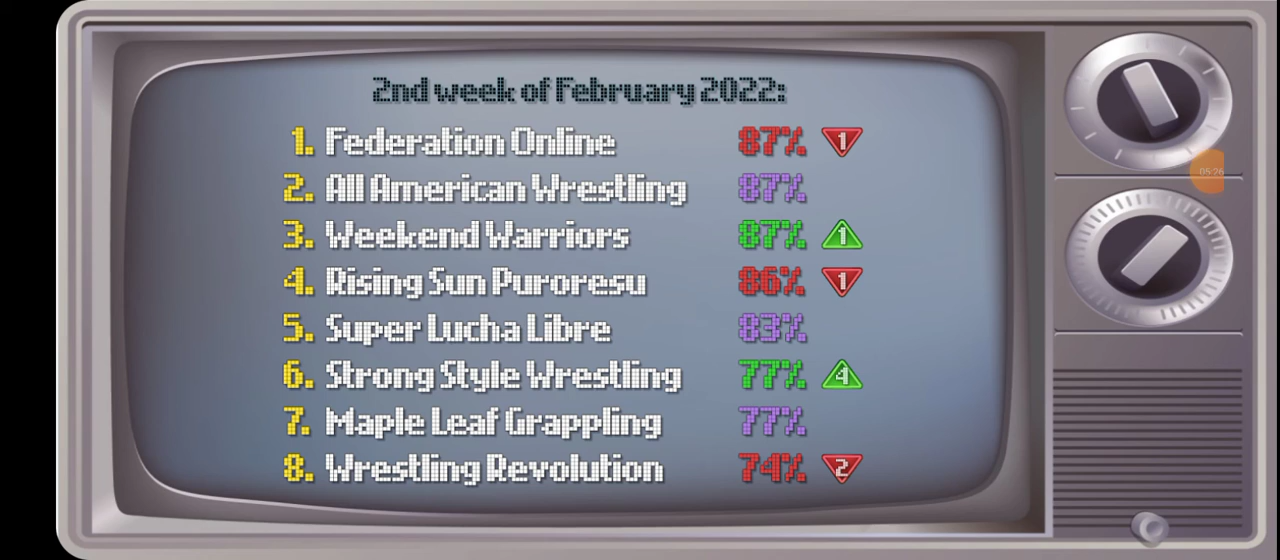 2nd week of February 2022:
1. Federation Online 87% 1
2. All American Wrestling 87%
3. Weekend Warriors 87% 1
4. Rising Sun Puroresu 86% 1
5. Super Lucha Libre 83%
6. Strong Style Wrestling 77% 4
7. Maple Leaf Grappling 77%
8. Wrestling Revolution 74% 2
05:26